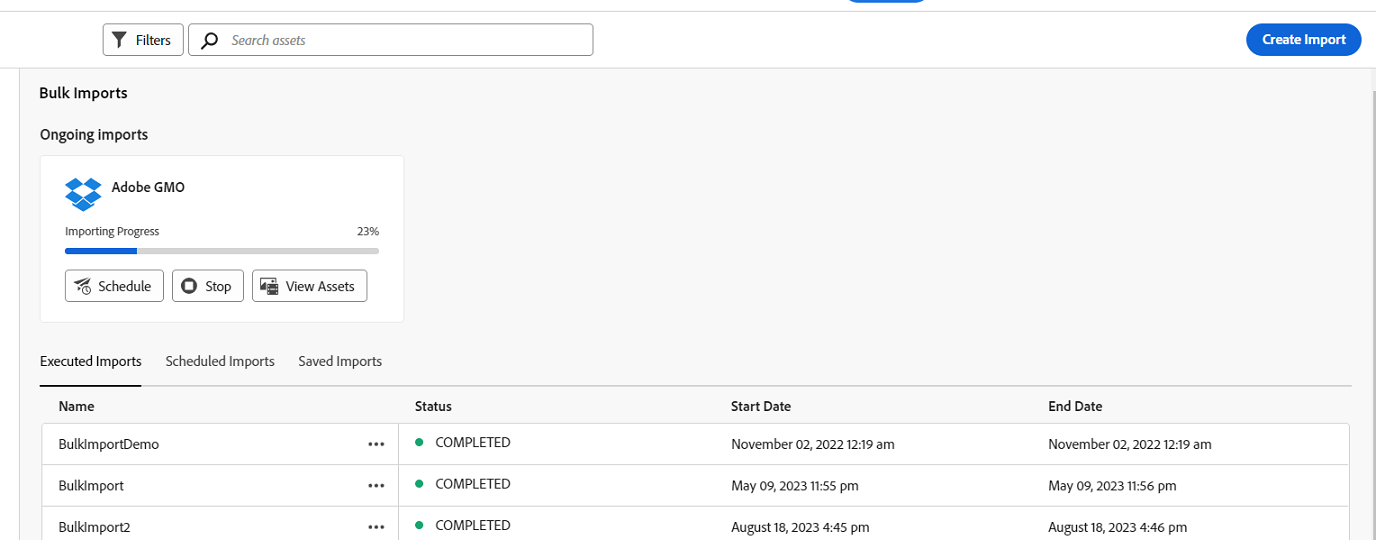 Filters Search assets Create Import
Bulk Imports
Ongoing imports
Adobe GMO
Importing Progress 23%
Schedule Stop View Assets
Executed Imports Scheduled Imports Saved Imports
Name Status Start Date End Date
BulkImportDemo ••• COMPLETED November 02, 2022 12:19 am November 02, 2022 12:19 am
BulkImport ••• COMPLETED May 09, 2023 11:55 pm May 09, 2023 11:56 pm
BulkImport2 ••• COMPLETED August 18, 2023 4:45 pm August 18, 2023 4:46 pm